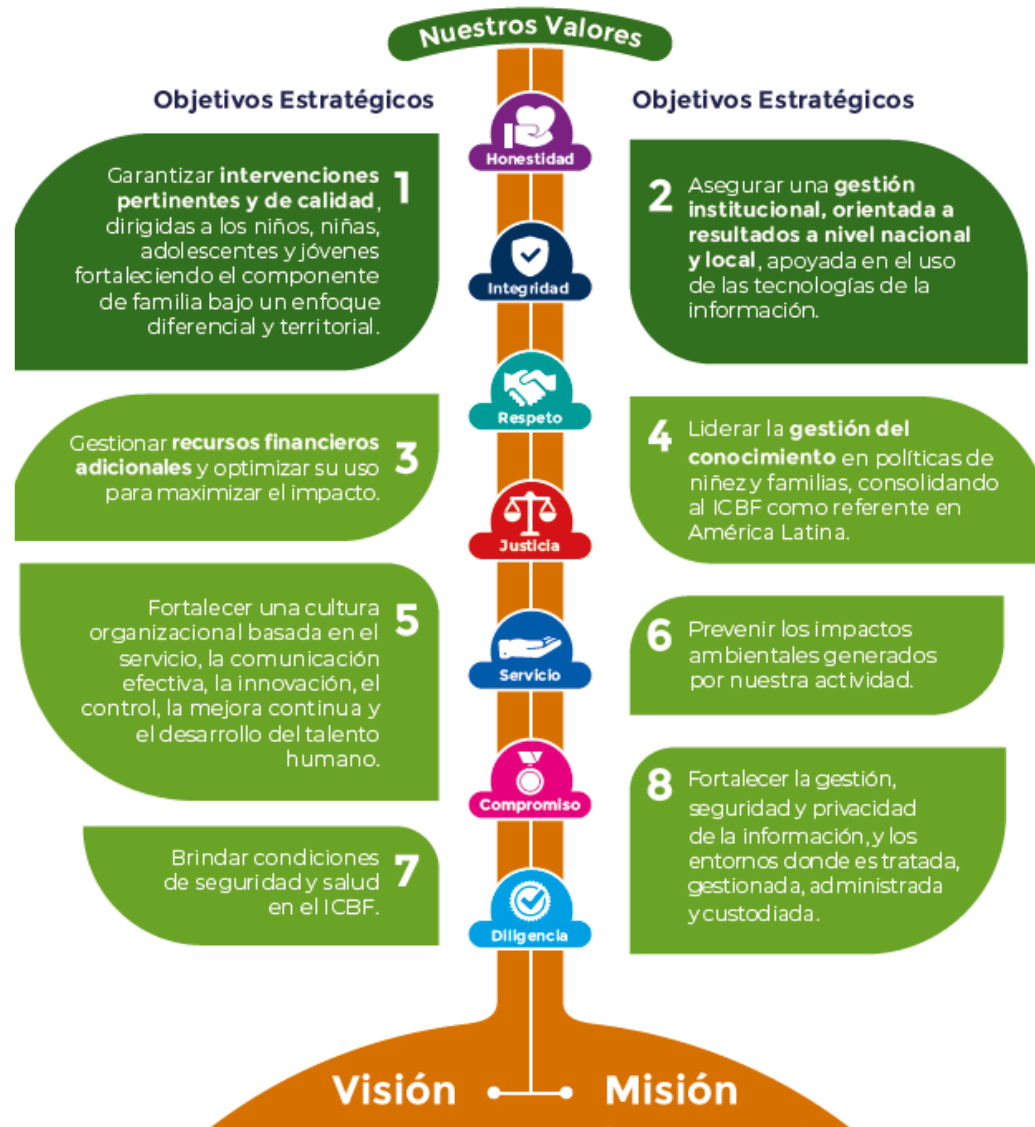 Nuestros Valores
Objetivos Estratégicos
Objetivos Estratégicos
Honestidad
Integridad
Respeto
Justicia
Servicio
Compromiso
Diligencia
1
Garantizar intervenciones
pertinentes y de calidad,
dirigidas a los niños, niñas,
adolescentes y jóvenes
fortaleciendo el componente
de familia bajo un enfoque
diferencial y territorial.
2
Asegurar una gestión
institucional, orientada a
resultados a nivel nacional
y local, apoyada en el uso
de las tecnologías de la
información.
3
Gestionar recursos financieros
adicionales y optimizar su uso
para maximizar el impacto.
4
Liderar la gestión del
conocimiento en políticas de
niñez y familias, consolidando
al ICBF como referente en
América Latina.
5
Fortalecer una cultura
organizacional basada en el
servicio, la comunicación
efectiva, la innovación, el
control, la mejora continua y
el desarrollo del talento
humano.
6
Prevenir los impactos
ambientales generados
por nuestra actividad.
7
Brindar condiciones
de seguridad y salud
en el ICBF.
8
Fortalecer la gestión,
seguridad y privacidad
de la información, y los
entornos donde es tratada,
gestionada, administrada
y custodiada.
Visión
Misión